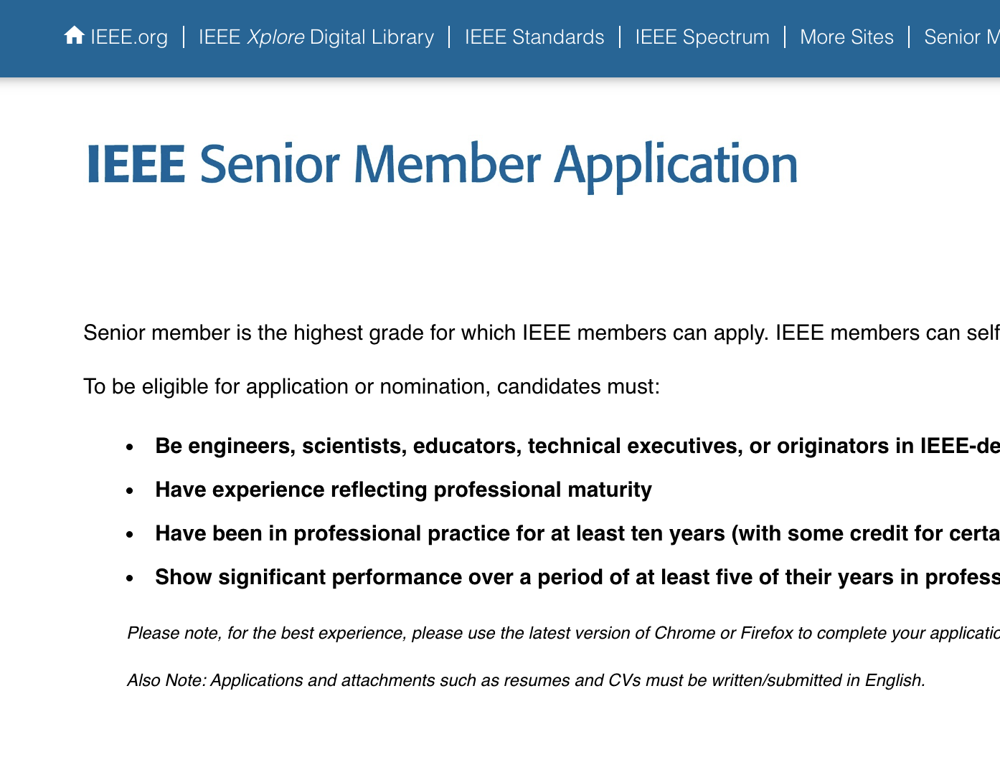 IEEE.org | IEEE Xplore Digital Library | IEEE Standards | IEEE Spectrum | More Sites | Senior M
IEEE Senior Member Application
Senior member is the highest grade for which IEEE members can apply. IEEE members can self
To be eligible for application or nomination, candidates must:
• Be engineers, scientists, educators, technical executives, or originators in IEEE-de
• Have experience reflecting professional maturity
• Have been in professional practice for at least ten years (with some credit for certa
• Show significant performance over a period of at least five of their years in profess
Please note, for the best experience, please use the latest version of Chrome or Firefox to complete your applicatio
Also Note: Applications and attachments such as resumes and CVs must be written/submitted in English.